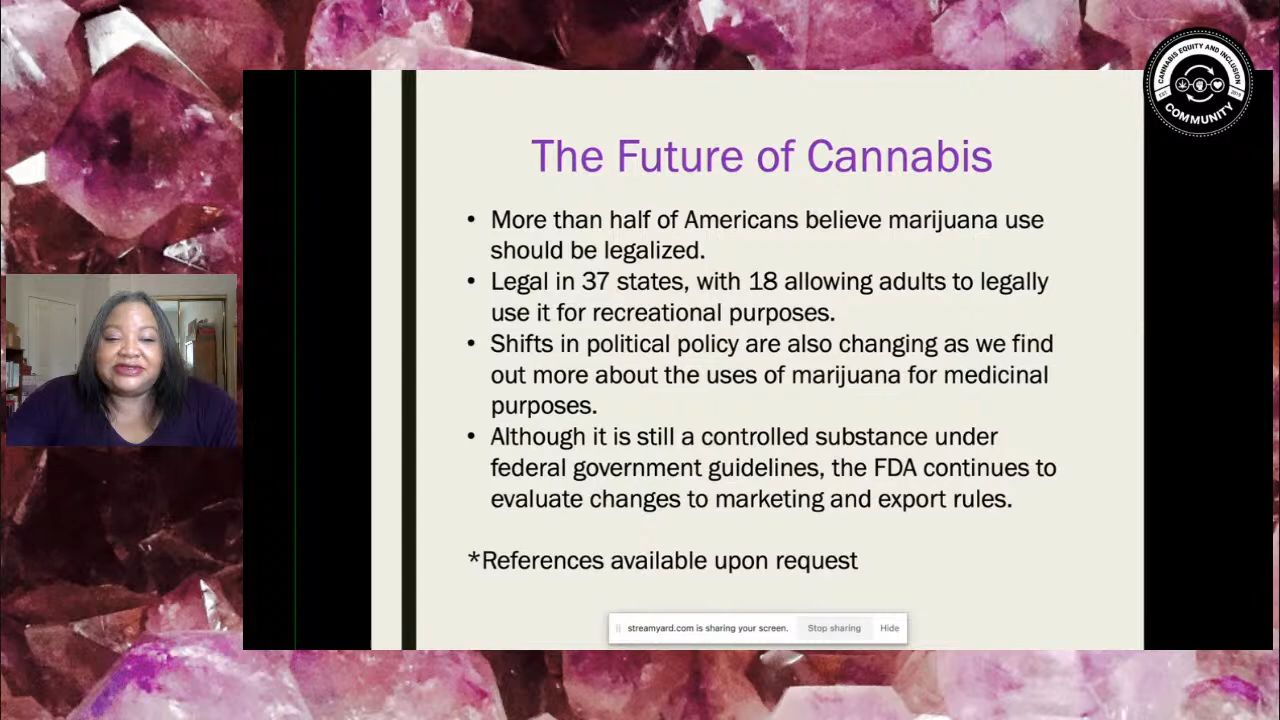 CANNABIS EQUITY AND INCLUSION
COMMUNITY
The Future of Cannabis
• More than half of Americans believe marijuana use
should be legalized.
• Legal in 37 states, with 18 allowing adults to legally
use it for recreational purposes.
• Shifts in political policy are also changing as we find
out more about the uses of marijuana for medicinal
purposes.
• Although it is still a controlled substance under
federal government guidelines, the FDA continues to
evaluate changes to marketing and export rules.
*References available upon request
streamyard.com is sharing your screen. Stop sharing Hide